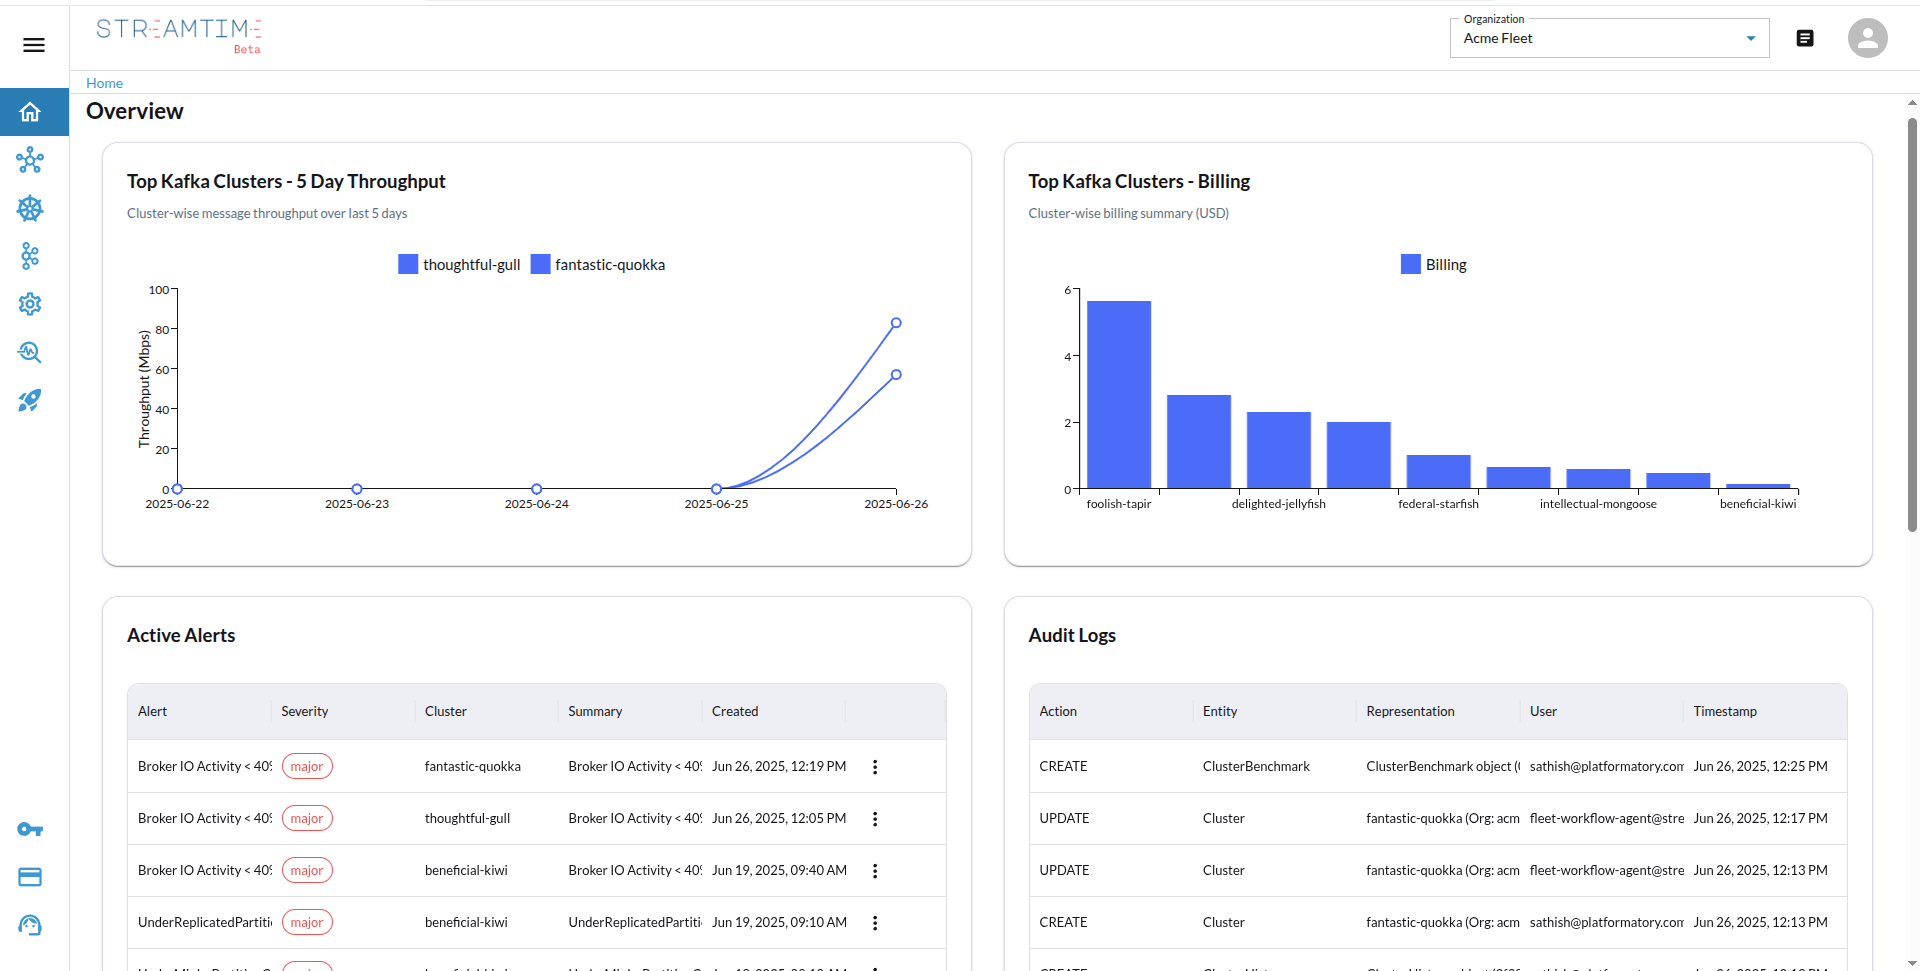 STREAMTIME
Beta
Organization
Acme Fleet
Home
Overview
Top Kafka Clusters - 5 Day Throughput
Cluster-wise message throughput over last 5 days
thoughtful-gull fantastic-quokka
Throughput (Mbps)
100
80
60
40
20
0
2025-06-22 2025-06-23 2025-06-24 2025-06-25 2025-06-26
Top Kafka Clusters - Billing
Cluster-wise billing summary (USD)
Billing
6
4
2
0
foolish-tapir delighted-jellyfish federal-starfish intellectual-mongoose beneficial-kiwi
Active Alerts
Alert Severity Cluster Summary Created
Broker IO Activity < 40% major fantastic-quokka Broker IO Activity < 40% Jun 26, 2025, 12:19 PM
Broker IO Activity < 40% major thoughtful-gull Broker IO Activity < 40% Jun 26, 2025, 12:05 PM
Broker IO Activity < 40% major beneficial-kiwi Broker IO Activity < 40% Jun 19, 2025, 09:40 AM
UnderReplicatedPartiti major beneficial-kiwi UnderReplicatedPartiti Jun 19, 2025, 09:10 AM
Audit Logs
Action Entity Representation User Timestamp
CREATE ClusterBenchmark ClusterBenchmark object ( sathish@platformatory.com Jun 26, 2025, 12:25 PM
UPDATE Cluster fantastic-quokka (Org: acm fleet-workflow-agent@stre Jun 26, 2025, 12:17 PM
UPDATE Cluster fantastic-quokka (Org: acm fleet-workflow-agent@stre Jun 26, 2025, 12:13 PM
CREATE Cluster fantastic-quokka (Org: acm sathish@platformatory.com Jun 26, 2025, 12:13 PM